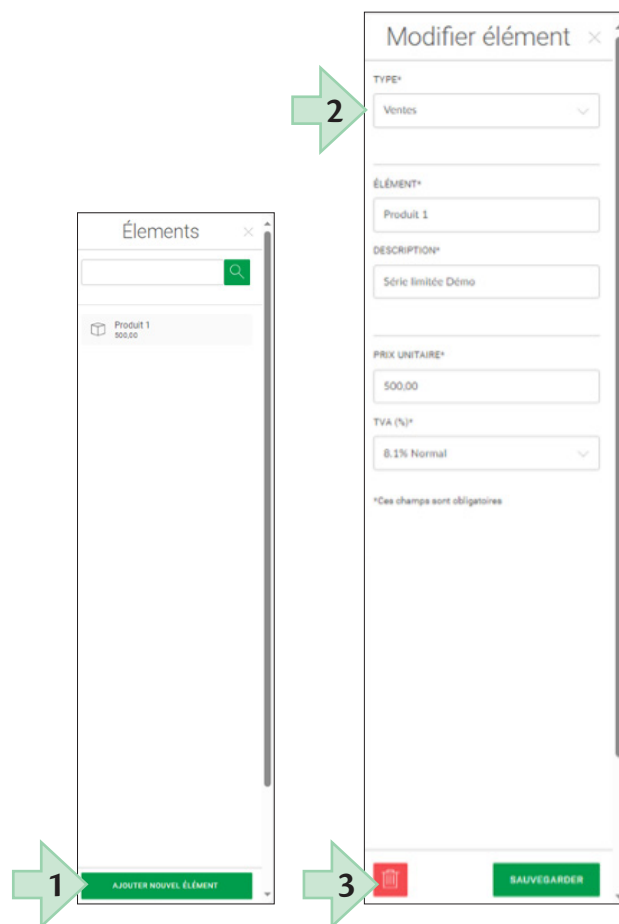 Élements
Produit 1
500,00
1
AJOUTER NOUVEL ÉLÉMENT
Modifier élément
TYPE*
2
Ventes
ÉLÉMENT*
Produit 1
DESCRIPTION*
Série limitée Démo
PRIX UNITAIRE*
500,00
TVA (%)*
8.1% Normal
*Ces champs sont obligatoires
3
SAUVEGARDER